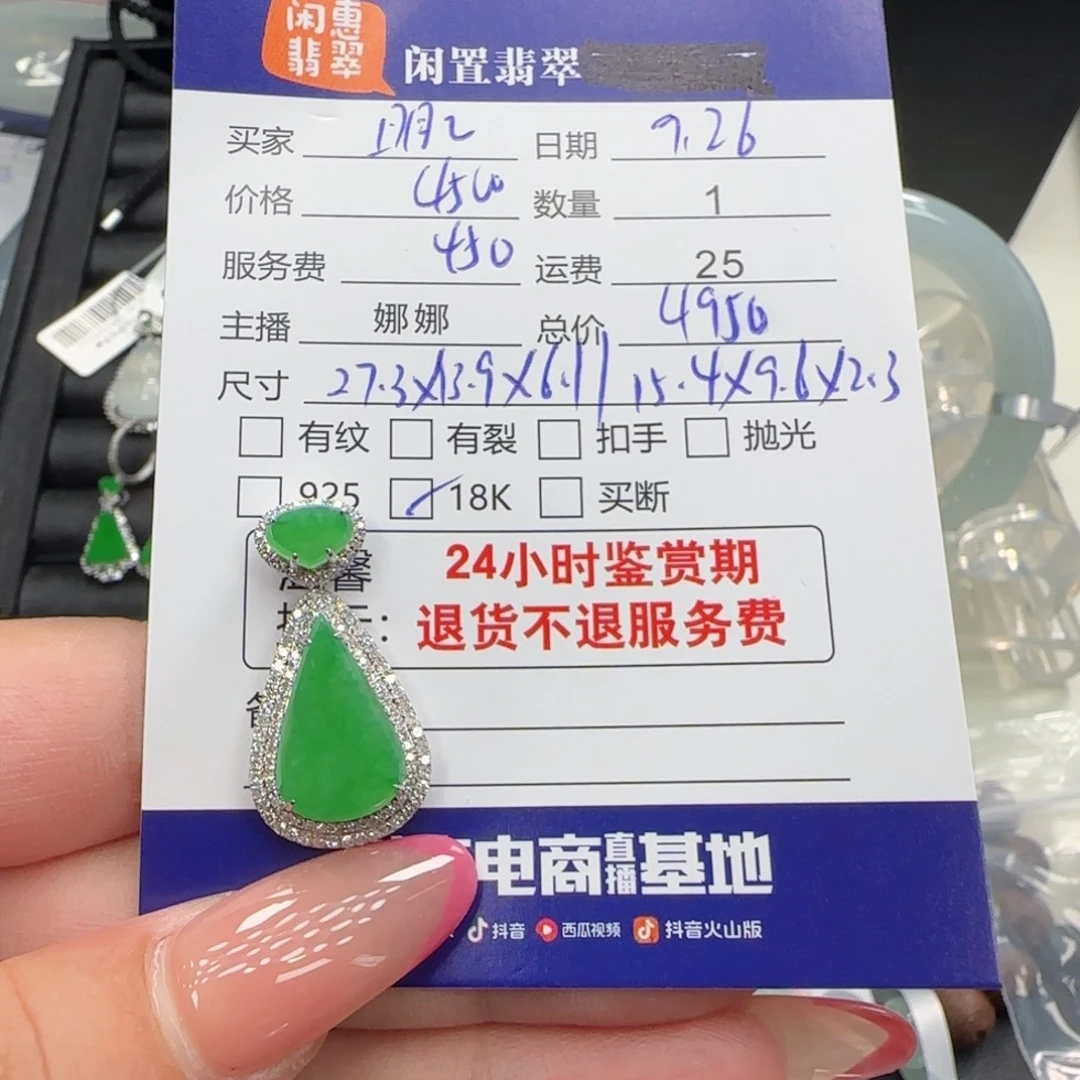 闲惠
翡翠
闲置翡翠
买家 日期 9.26
价格 4500 数量 1
服务费 450 运费 25
主播 娜娜 总价 4950
尺寸 27.3X13.9X6.1 15.4X9.6X2.3
有纹 有裂 扣手 抛光
925 18K 买断
馨 24小时鉴赏期
: 退货不退服务费
电商直播基地
抖音 西瓜视频 抖音火山版